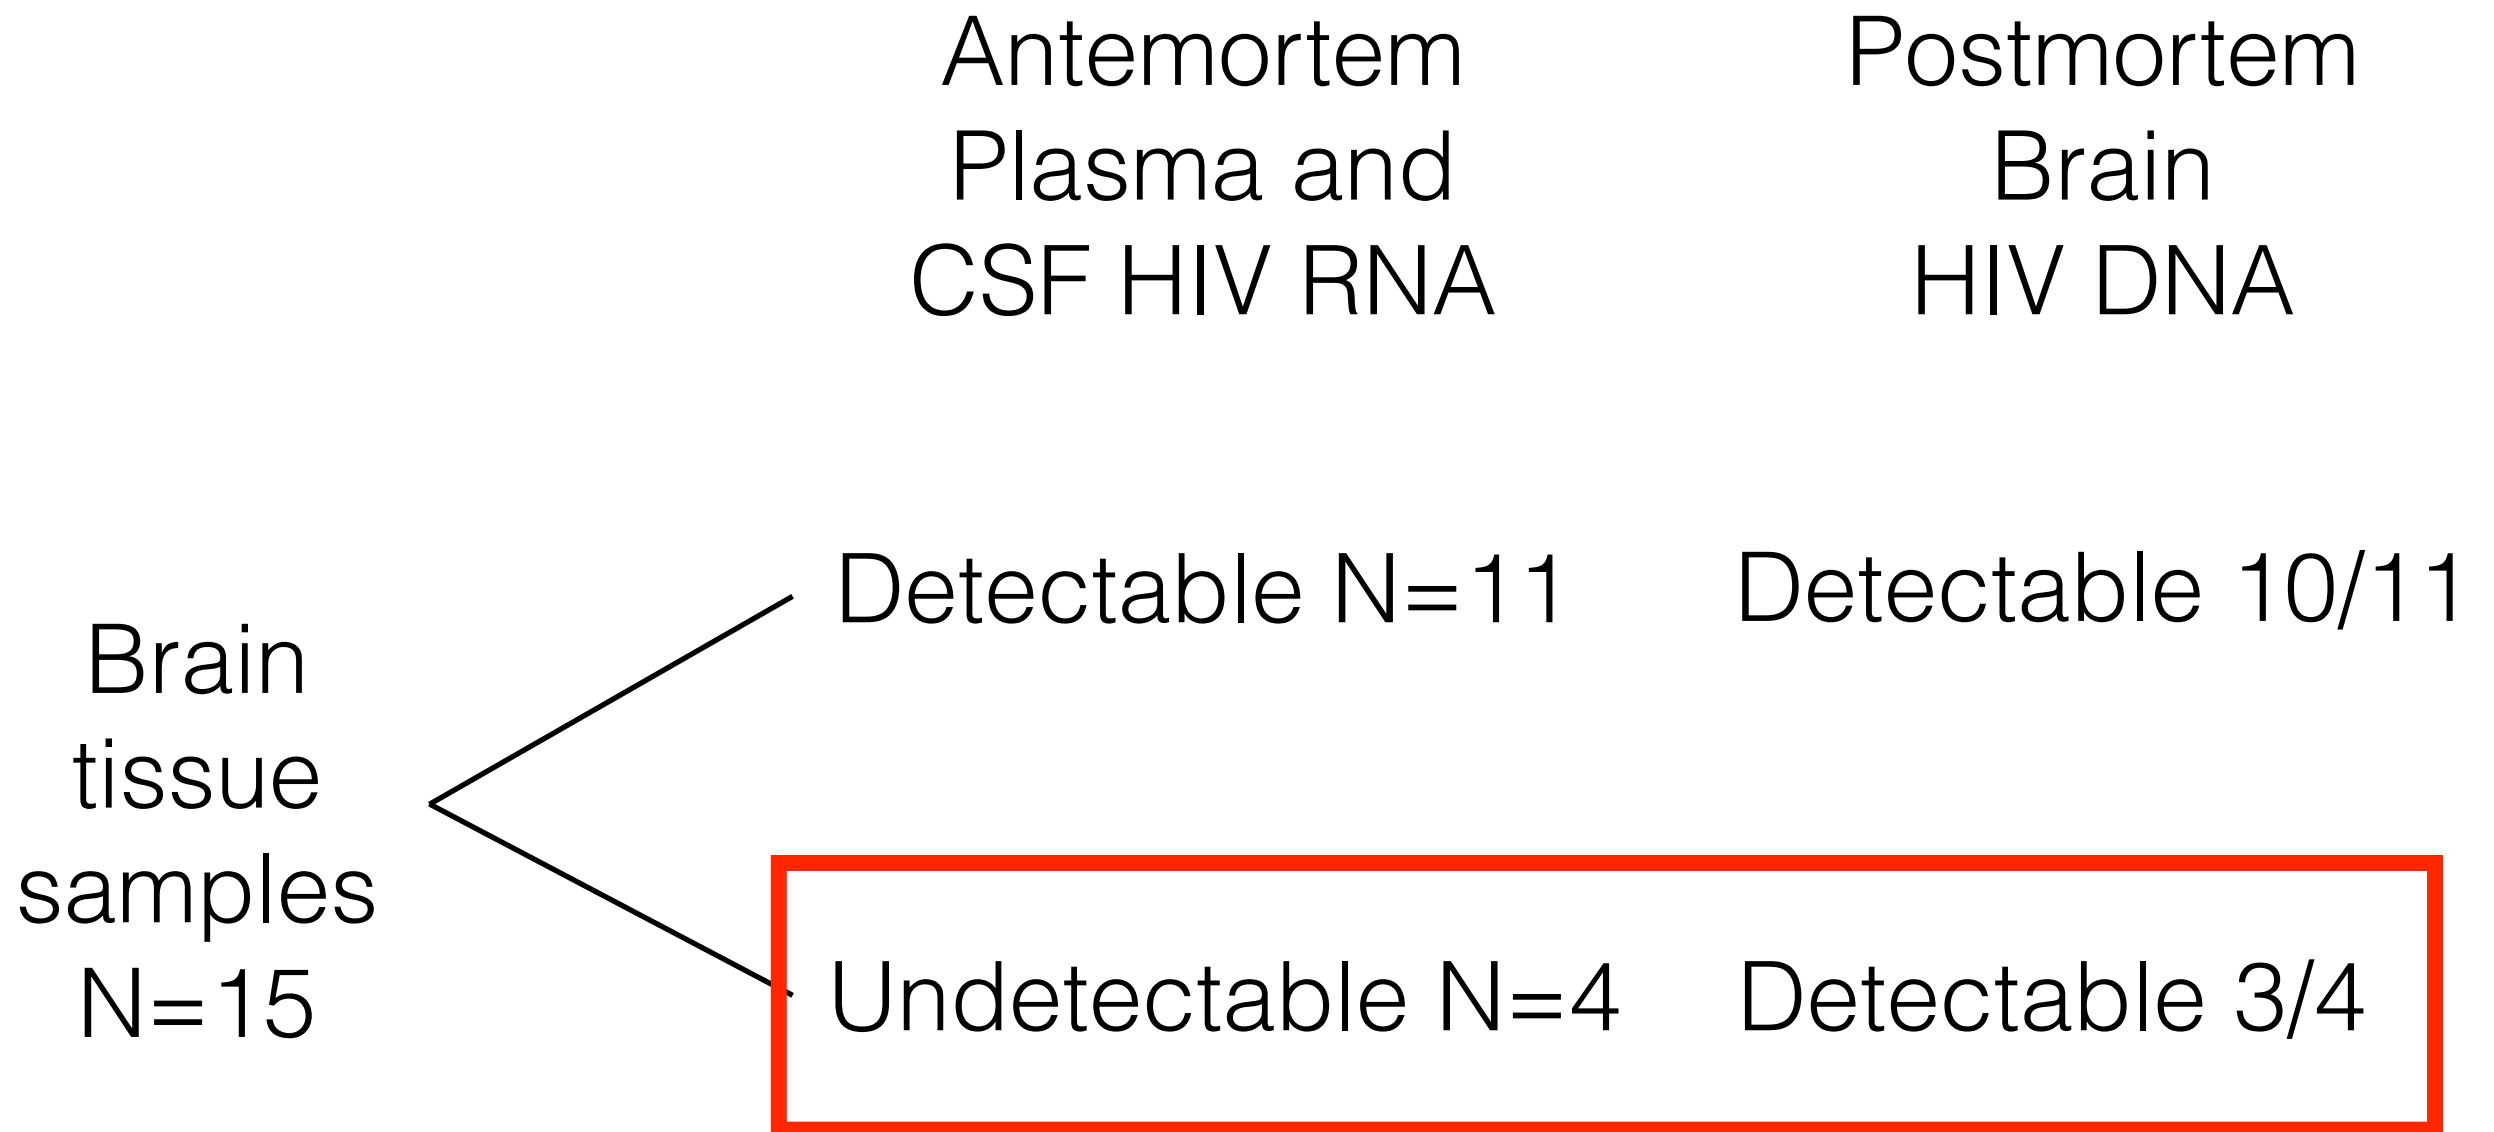 Antemortem
Plasma and
CSF HIV RNA
Postmortem
Brain
HIV DNA
Brain
tissue
samples
N=15
Detectable N=11
Detectable 10/11
Undetectable N=4
Detectable 3/4